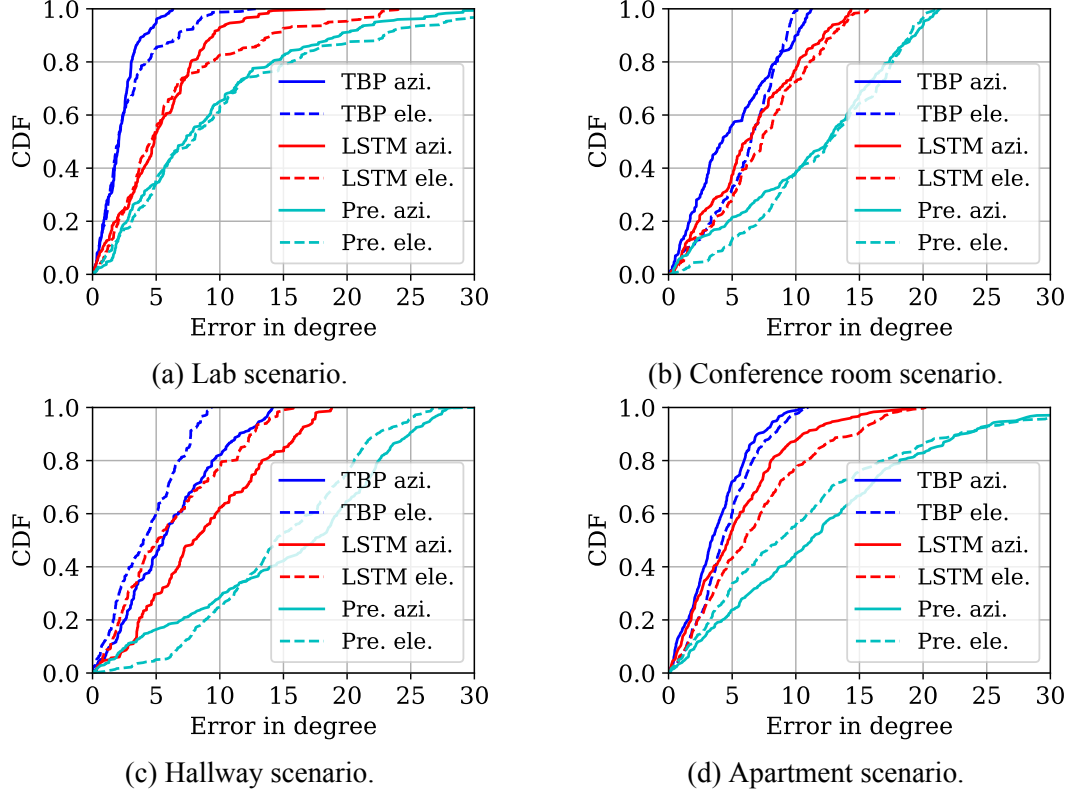 1.0
0.8
0.6
0.4
0.2
0.0
CDF
TBP azi.
TBP ele.
LSTM azi.
LSTM ele.
Pre. azi.
Pre. ele.
0 5 10 15 20 25 30
Error in degree
(a) Lab scenario.
1.0
0.8
0.6
0.4
0.2
0.0
CDF
TBP azi.
TBP ele.
LSTM azi.
LSTM ele.
Pre. azi.
Pre. ele.
0 5 10 15 20 25 30
Error in degree
(b) Conference room scenario.
1.0
0.8
0.6
0.4
0.2
0.0
CDF
TBP azi.
TBP ele.
LSTM azi.
LSTM ele.
Pre. azi.
Pre. ele.
0 5 10 15 20 25 30
Error in degree
(c) Hallway scenario.
1.0
0.8
0.6
0.4
0.2
0.0
CDF
TBP azi.
TBP ele.
LSTM azi.
LSTM ele.
Pre. azi.
Pre. ele.
0 5 10 15 20 25 30
Error in degree
(d) Apartment scenario.